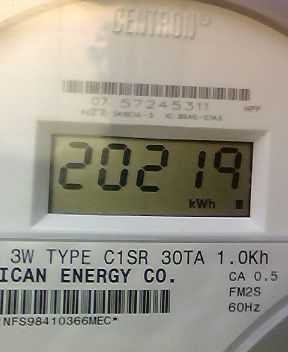 CENTRON®
07 57245311
20219
kWh
3W TYPE C1SR 30TA 1.0Kh
ICAN ENERGY CO.
CA 0.5
FM2S
60Hz
NFS98410366MEC*